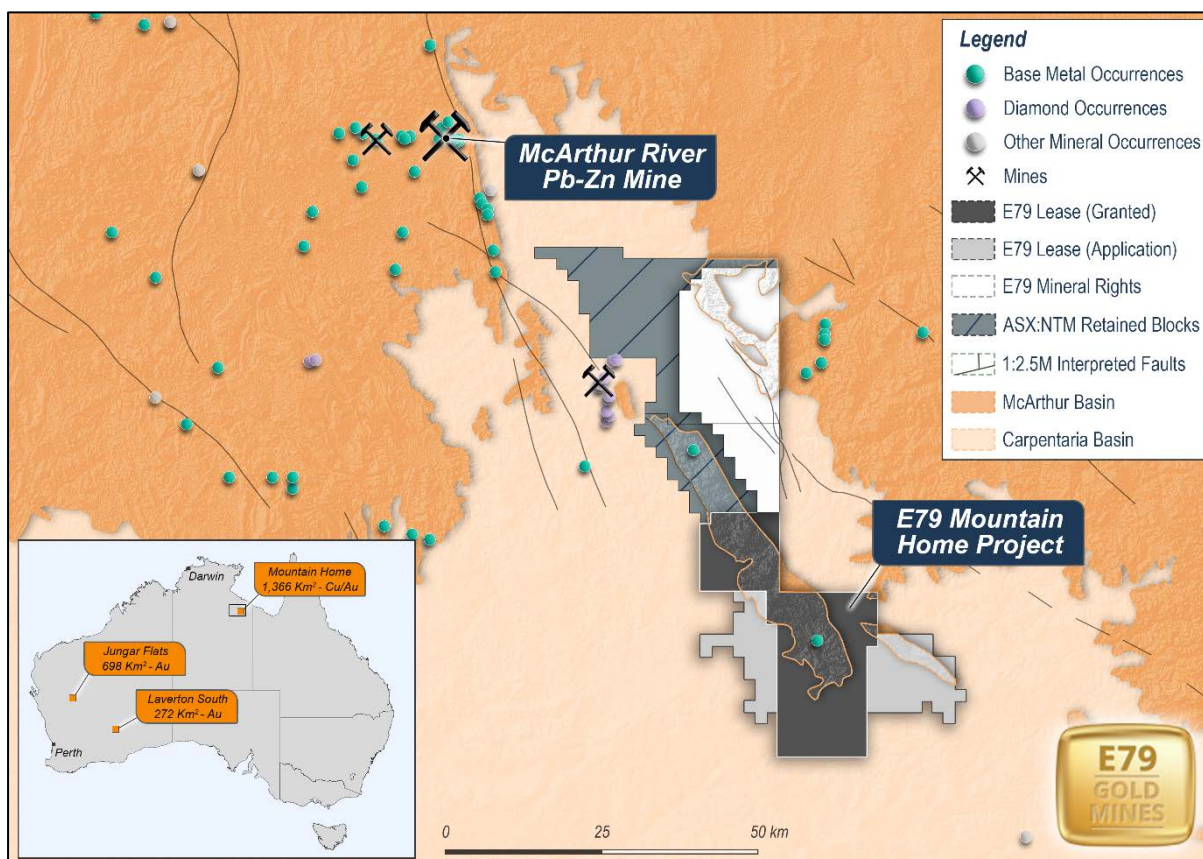 Legend
Base Metal Occurrences
Diamond Occurrences
Other Mineral Occurrences
Mines
E79 Lease (Granted)
E79 Lease (Application)
E79 Mineral Rights
ASX:NTM Retained Blocks
1:2.5M Interpreted Faults
McArthur Basin
Carpentaria Basin
McArthur River
Pb-Zn Mine
E79 Mountain
Home Project
Darwin
Mountain Home
1,366 Km² - Cu/Au
Jungar Flats
698 Km² - Au
Laverton South
272 Km² - Au
Perth
0 25 50 km
E79
GOLD
MINES